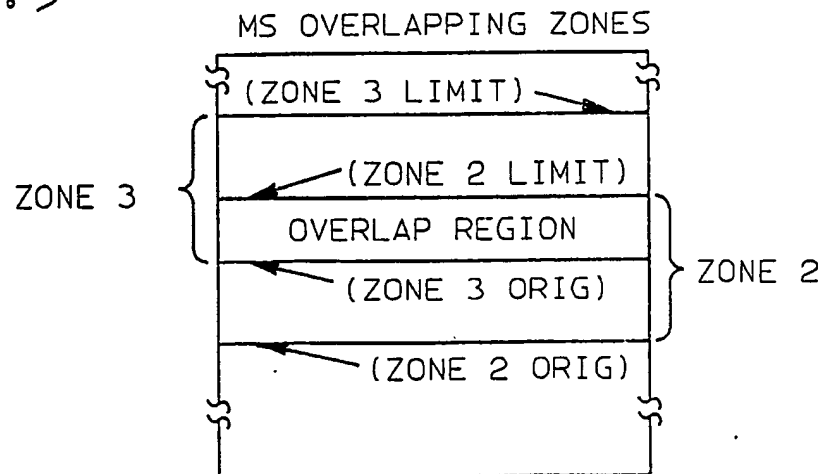 MS OVERLAPPING ZONES
(ZONE 3 LIMIT)
ZONE 3
(ZONE 2 LIMIT)
OVERLAP REGION
ZONE 2
(ZONE 3 ORIG)
(ZONE 2 ORIG)